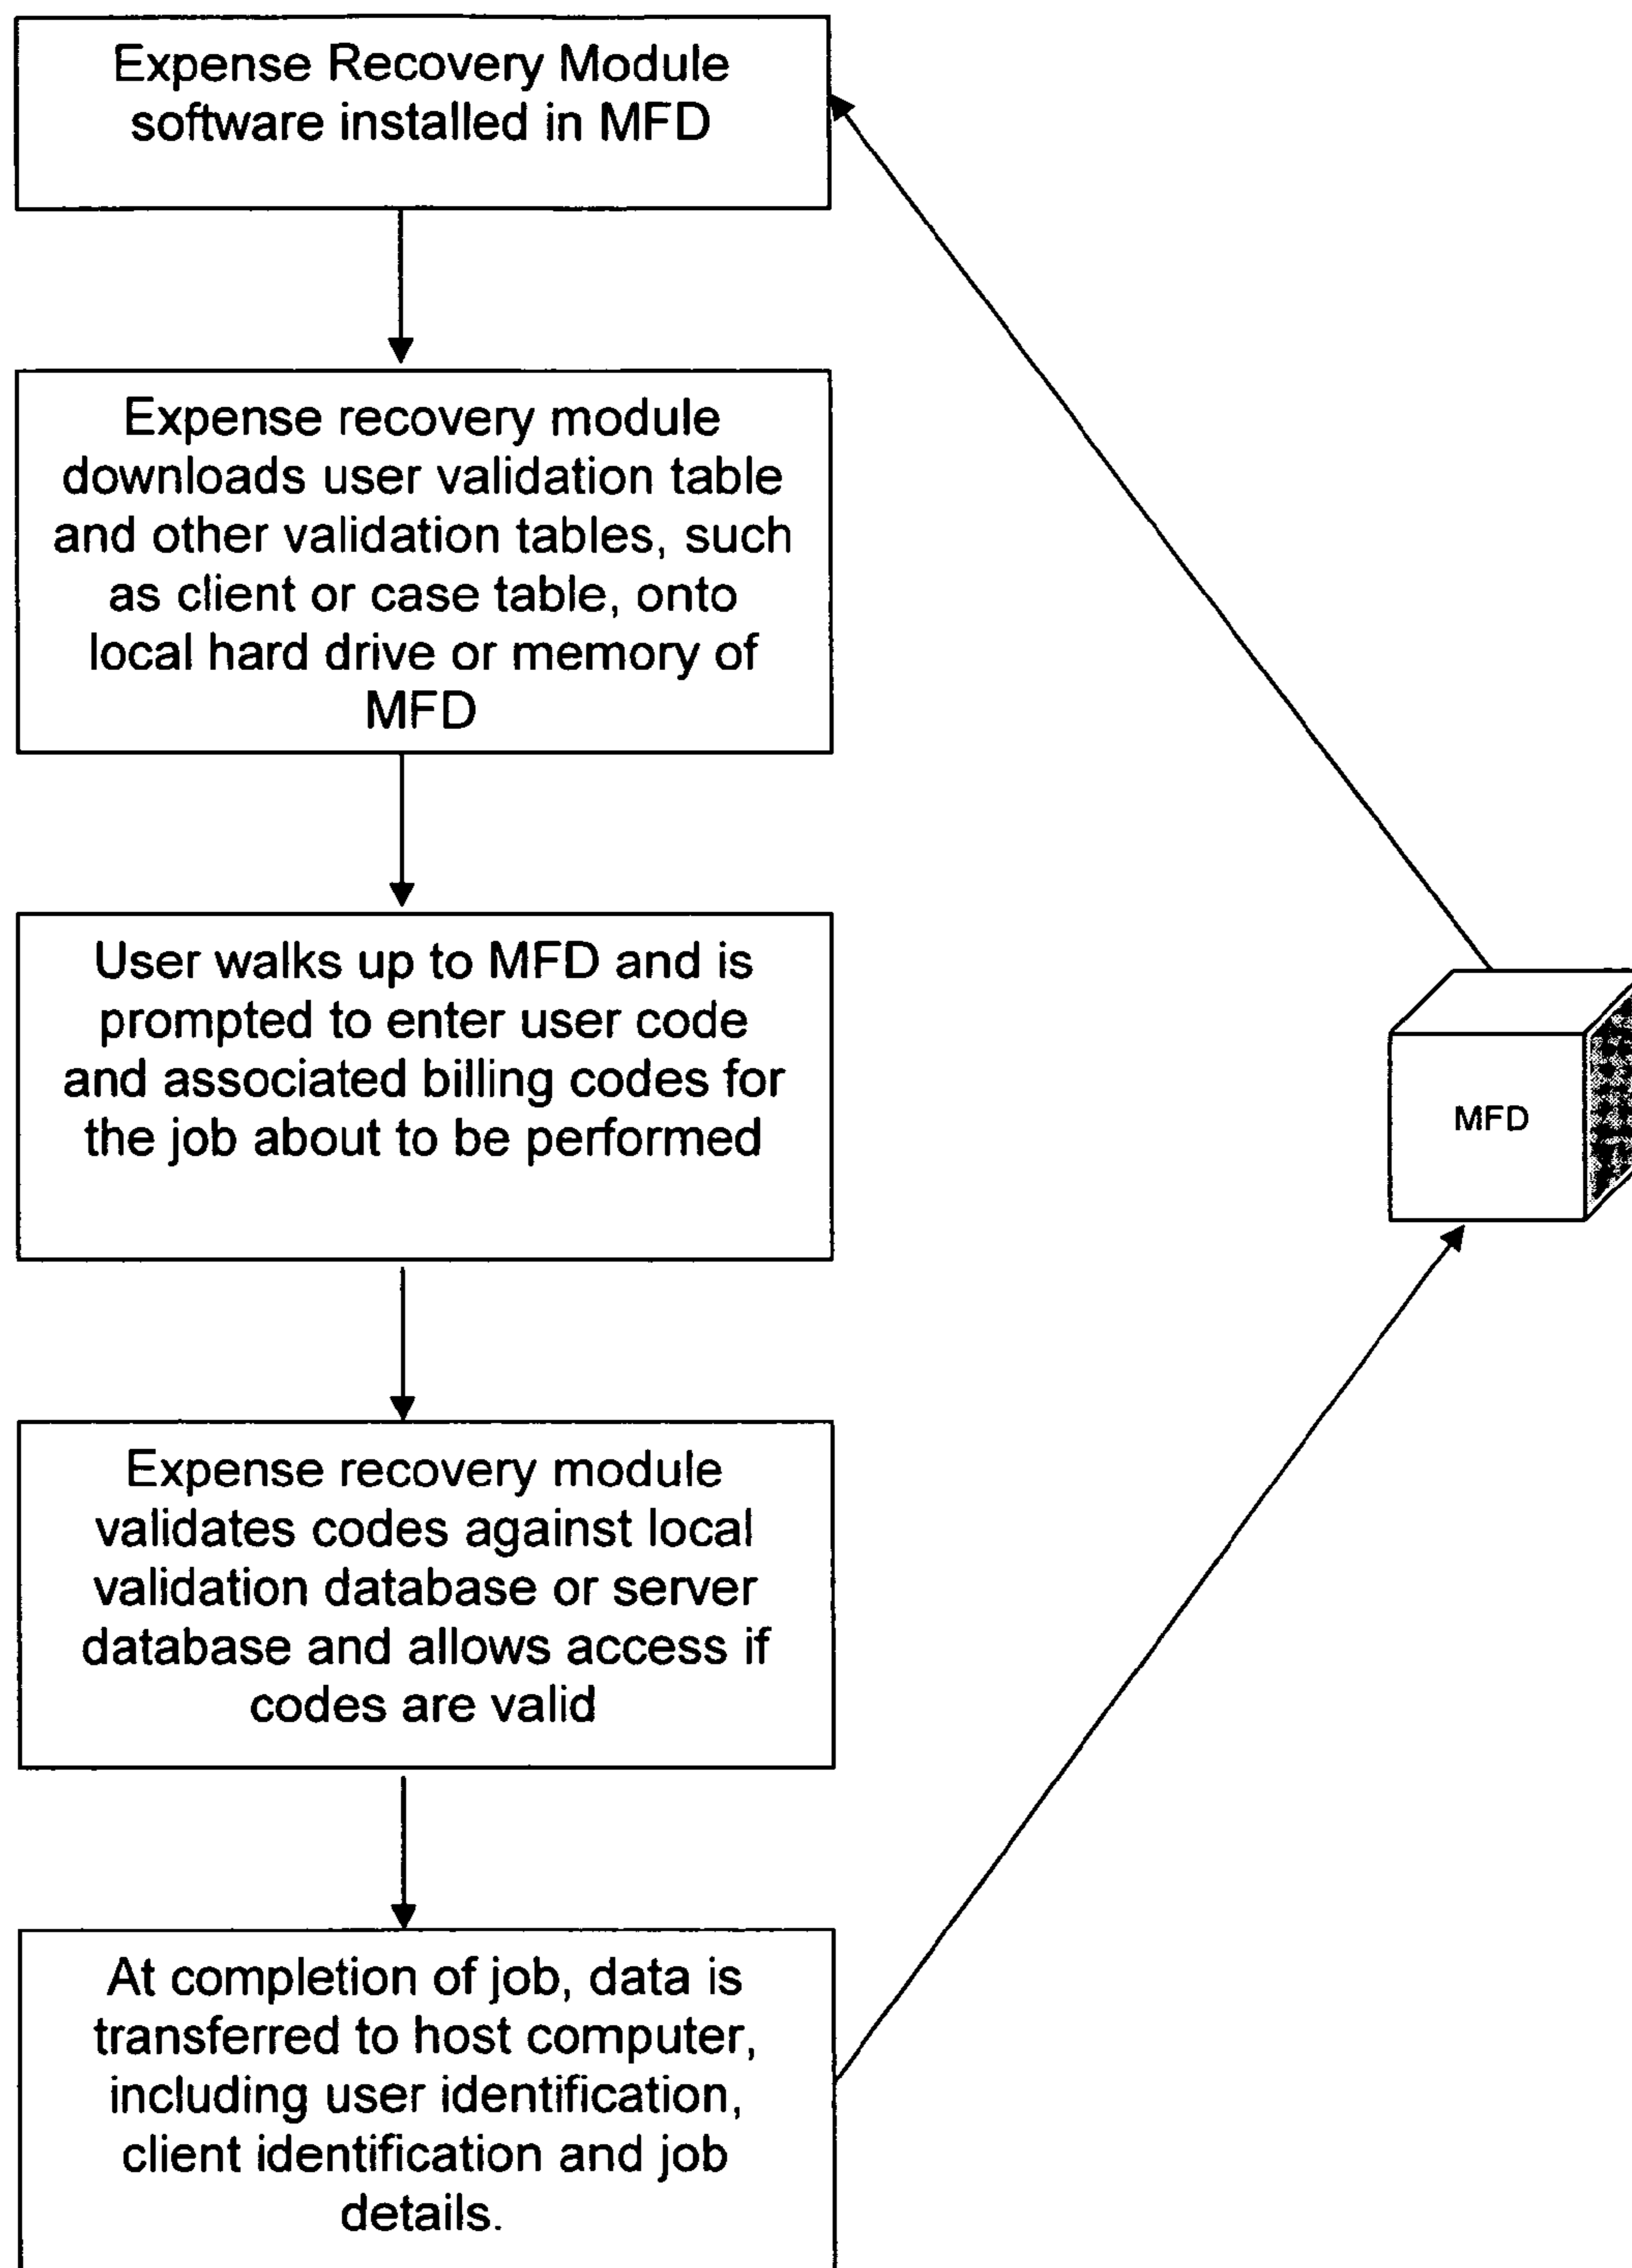 Expense Recovery Module
software installed in MFD
Expense recovery module
downloads user validation table
and other validation tables, such
as client or case table, onto
local hard drive or memory of
MFD
User walks up to MFD and is
prompted to enter user code
and associated billing codes for
the job about to be performed
MFD
Expense recovery module
validates codes against local
validation database or server
database and allows access if
codes are valid
At completion of job, data is
transferred to host computer,
including user identification,
client identification and job
details.